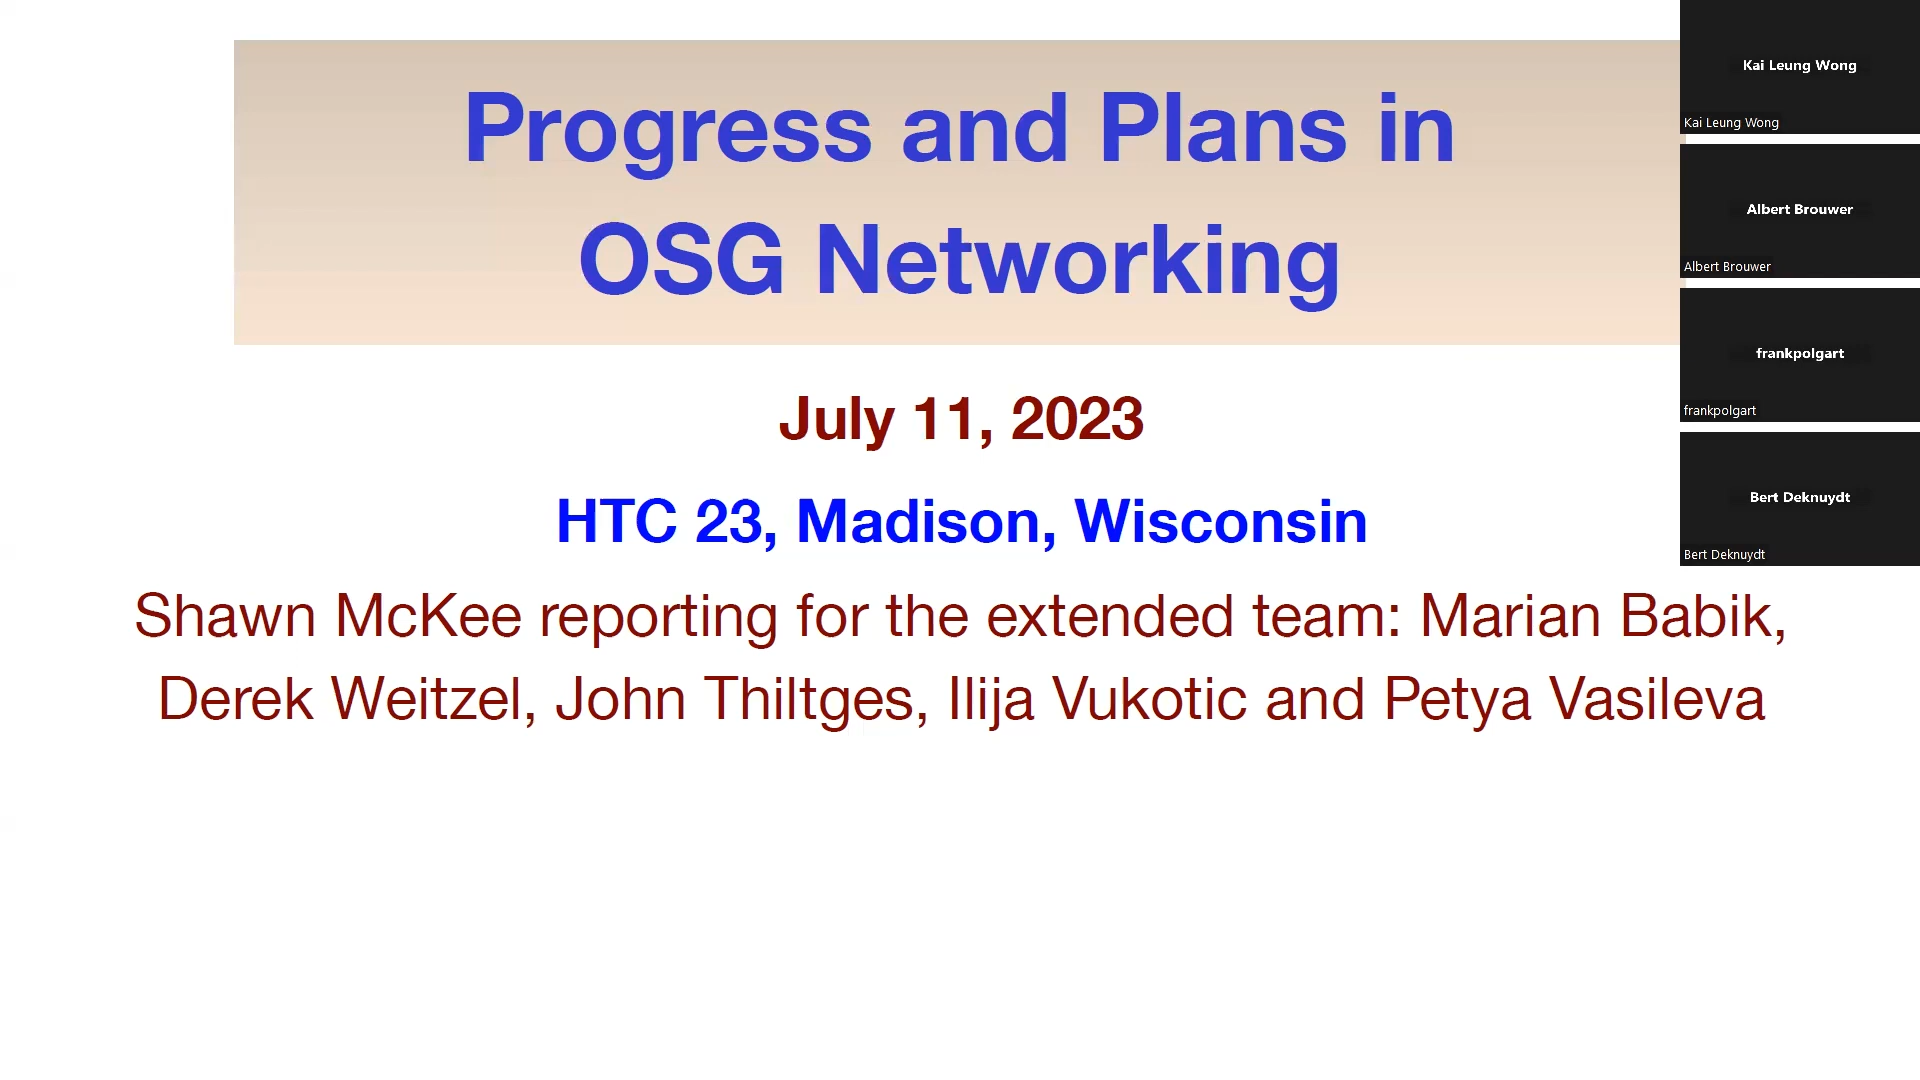 Progress and Plans in
OSG Networking
July 11, 2023
HTC 23, Madison, Wisconsin
Shawn McKee reporting for the extended team: Marian Babik,
Derek Weitzel, John Thiltges, Ilija Vukotic and Petya Vasileva
Kai Leung Wong
Kai Leung Wong
Albert Brouwer
Albert Brouwer
frankpolgart
frankpolgart
Bert Deknuydt
Bert Deknuydt